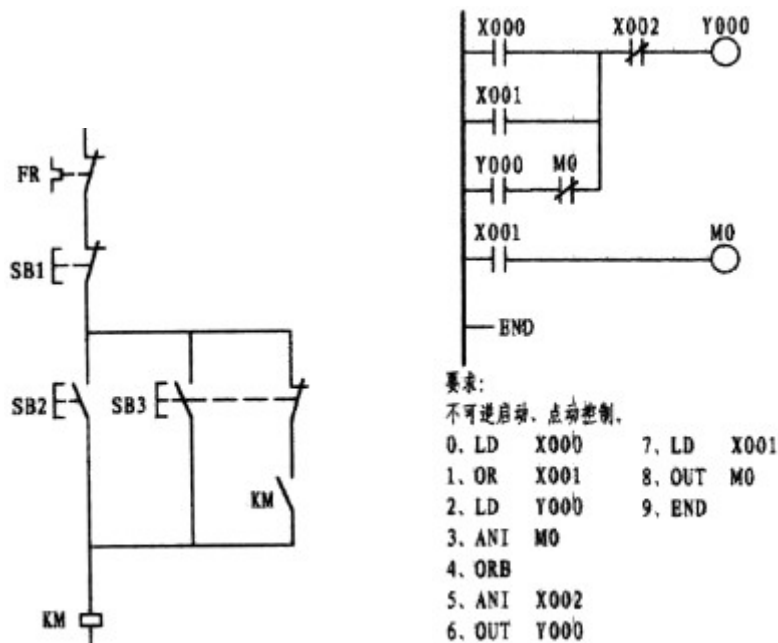 X000 X002 Y000
X001
Y000 M0
X001 M0
END
FR
SB1
SB2 SB3
KM
KM
要求:
不可逆启动、点动控制、
0、LD X000 7、LD X001
1、OR X001 8、OUT M0
2、LD Y000 9、END
3、ANI M0
4、ORB
5、ANI X002
6、OUT Y000